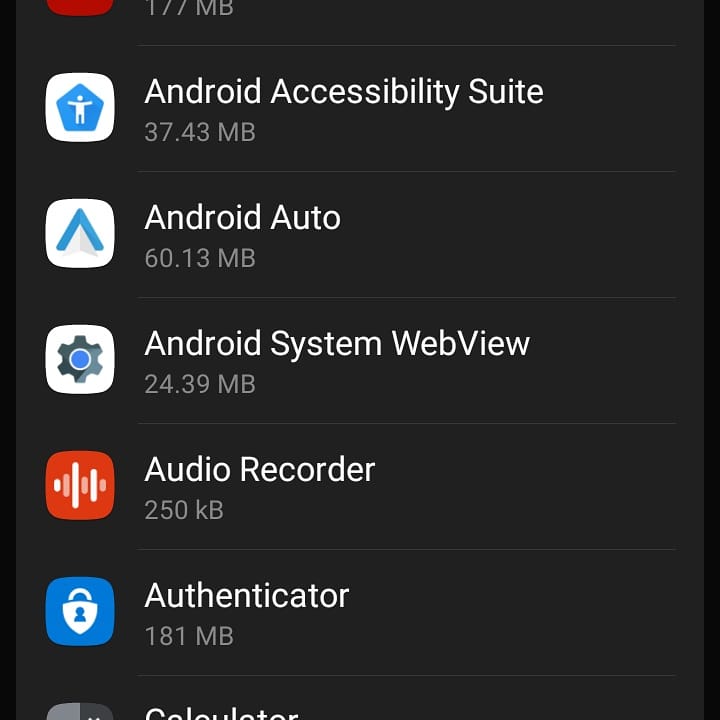 177 MB
Android Accessibility Suite
37.43 MB
Android Auto
60.13 MB
Android System WebView
24.39 MB
Audio Recorder
250 kB
Authenticator
181 MB
Calculator